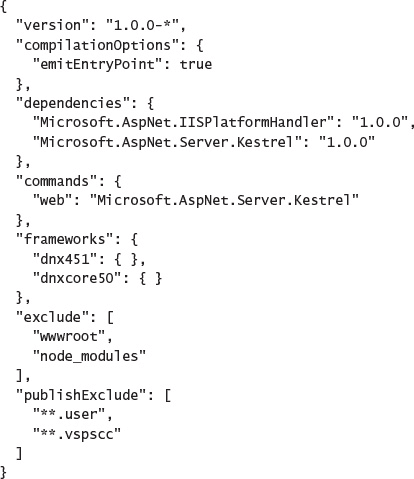 {
  "version": "1.0.0-*",
  "compilationOptions": {
    "emitEntryPoint": true
  },
  "dependencies": {
    "Microsoft.AspNet.IISPlatformHandler": "1.0.0",
    "Microsoft.AspNet.Server.Kestrel": "1.0.0"
  },
  "commands": {
    "web": "Microsoft.AspNet.Server.Kestrel"
  },
  "frameworks": {
    "dnx451": { },
    "dnxcore50": { }
  },
  "exclude": [
    "wwwroot",
    "node_modules"
  ],
  "publishExclude": [
    "**.user",
    "**.vspscc"
  ]
}